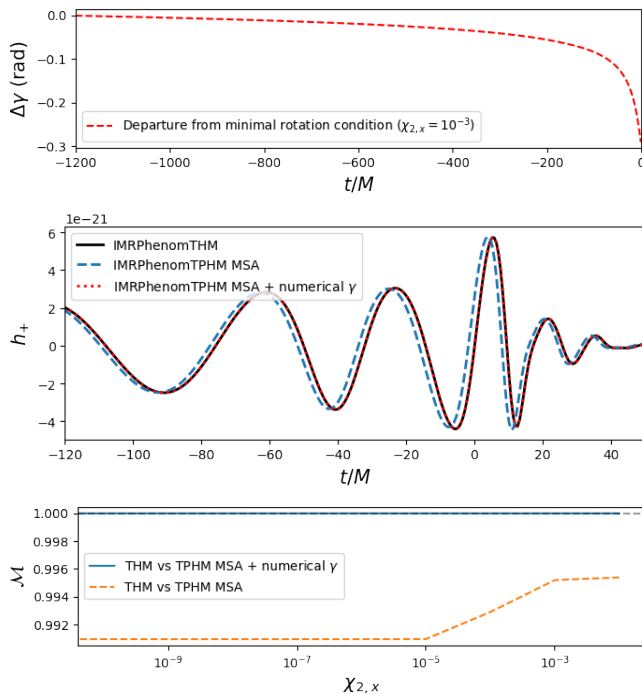 0.0
−0.1
−0.2
−0.3
Δγ (rad)
Departure from minimal rotation condition (χ2,x = 10−3)
−1200 −1000 −800 −600 −400 −200 0
t/M
1e−21
6
4
2
0
−2
−4
h+
IMRPhenomTHM
IMRPhenomTPHM MSA
IMRPhenomTPHM MSA + numerical γ
−120 −100 −80 −60 −40 −20 0 20 40
t/M
1.000
0.998
0.996
0.994
0.992
ℳ
THM vs TPHM MSA + numerical γ
THM vs TPHM MSA
10−9 10−7 10−5 10−3
χ2, x